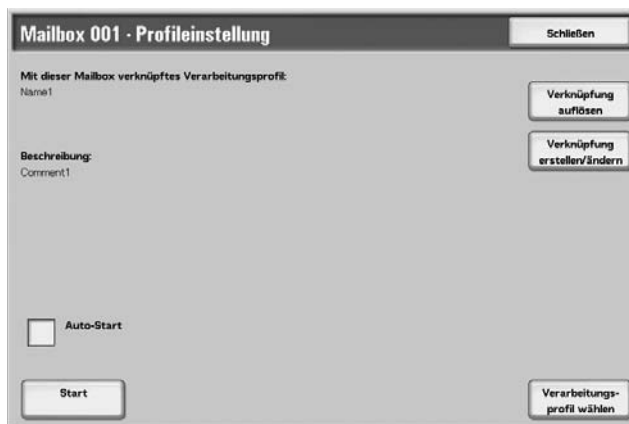 Mailbox 001 - Profileinstellung
Schließen
Mit dieser Mailbox verknüpftes Verarbeitungsprofil:
Name1
Verknüpfung
auflösen
Verknüpfung
erstellen/ändern
Beschreibung:
Comment1
Auto-Start
Start
Verarbeitungs-
profil wählen